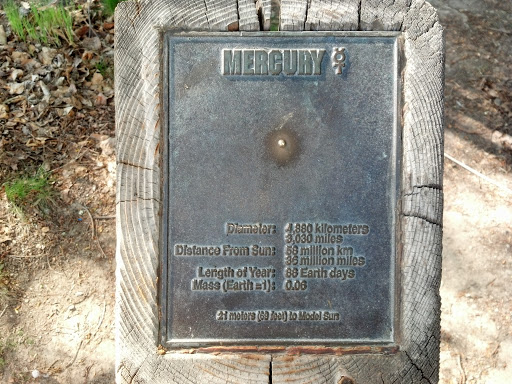 MERCURY ☿
Diameter: 4,880 kilometers
3,030 miles
Distance From Sun: 58 million km
36 million miles
Length of Year: 88 Earth days
Mass (Earth =1): 0.06
21 meters (69 feet) to Model Sun